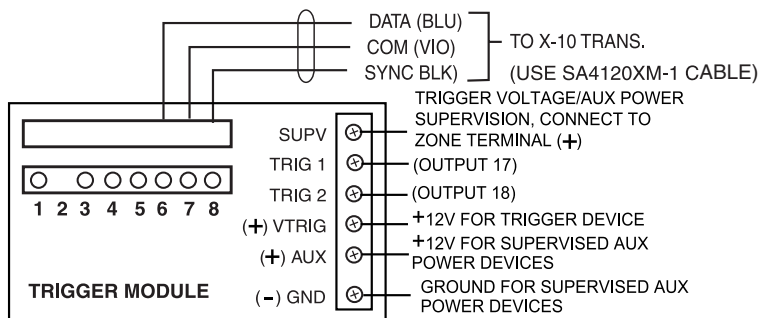 DATA (BLU)
COM (VIO)
SYNC BLK)
TO X-10 TRANS.
(USE SA4120XM-1 CABLE)
SUPV
TRIGGER VOLTAGE/AUX POWER
SUPERVISION, CONNECT TO
ZONE TERMINAL (+)
TRIG 1
(OUTPUT 17)
TRIG 2
(OUTPUT 18)
(+) VTRIG
+12V FOR TRIGGER DEVICE
(+) AUX
+12V FOR SUPERVISED AUX
POWER DEVICES
(-) GND
GROUND FOR SUPERVISED AUX
POWER DEVICES
1 2 3 4 5 6 7 8
TRIGGER MODULE